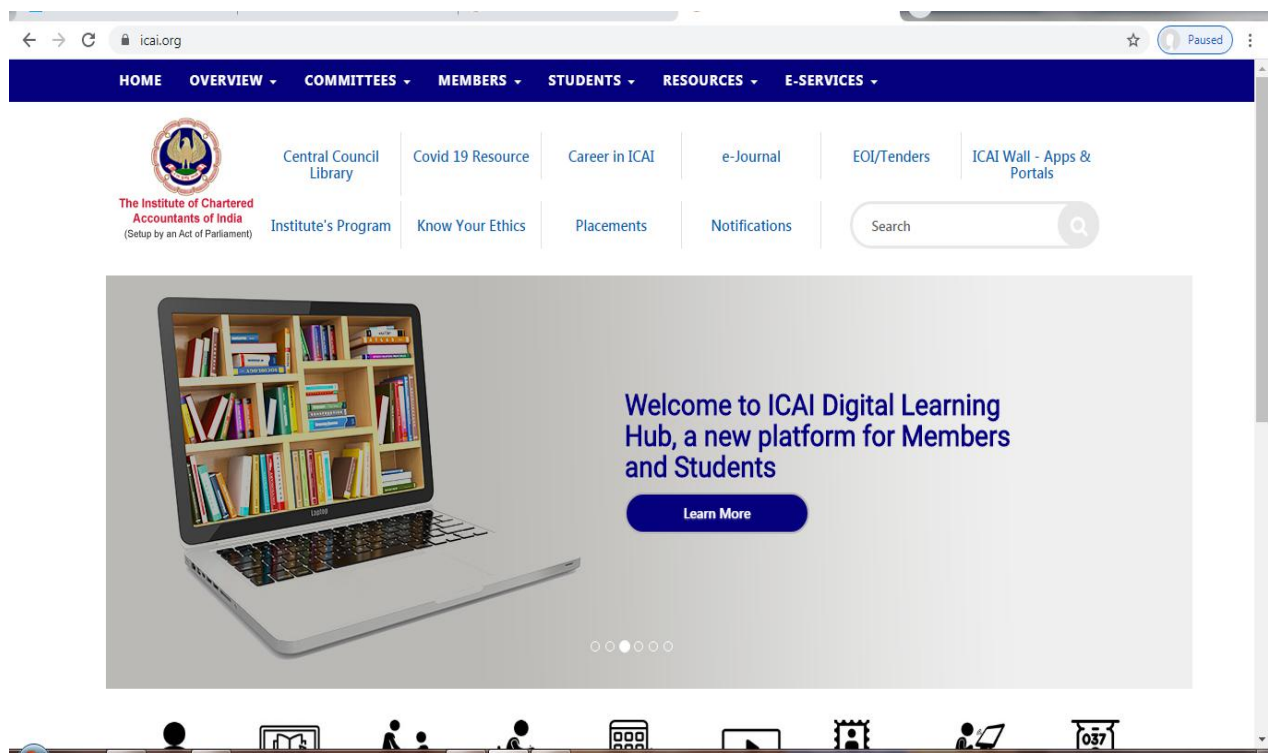 icai.org
Paused
HOME OVERVIEW COMMITTEES MEMBERS STUDENTS RESOURCES E-SERVICES
Central Council
Library
Covid 19 Resource
Career in ICAI
e-Journal
EOI/Tenders
ICAI Wall - Apps &
Portals
The Institute of Chartered
Accountants of India
(Setup by an Act of Parliament)
Institute's Program
Know Your Ethics
Placements
Notifications
Search
Welcome to ICAI Digital Learning
Hub, a new platform for Members
and Students
Learn More
Laptop
037